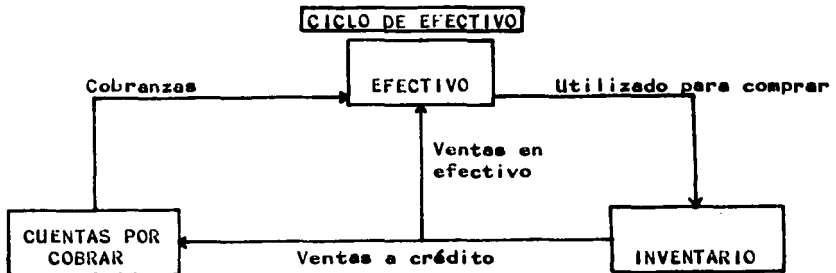 CICLO DE EFECTIVO
EFECTIVO
Cobranzas
Utilizado para comprar
Ventas en
efectivo
CUENTAS POR
COBRAR
Ventas a crédito
INVENTARIO